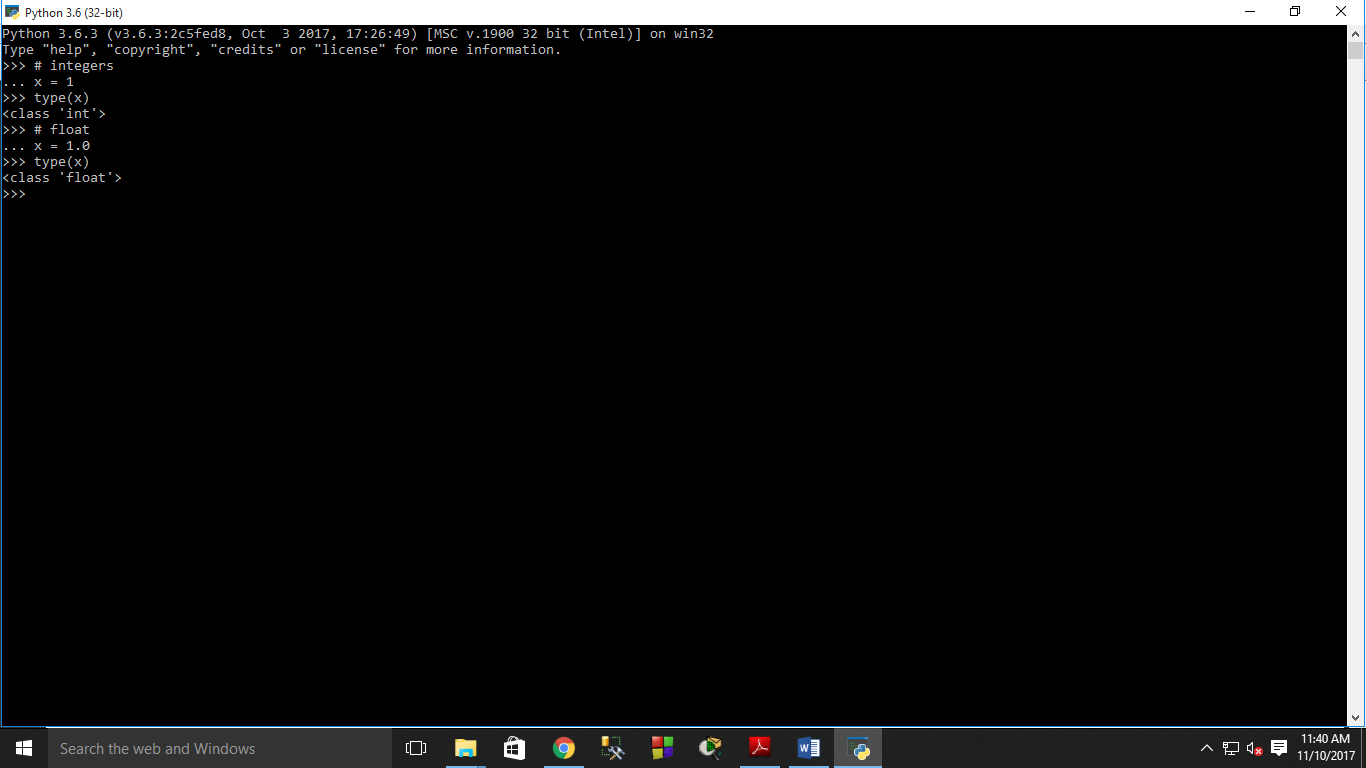 Python 3.6 (32-bit)
Python 3.6.3 (v3.6.3:2c5fed8, Oct  3 2017, 17:26:49) [MSC v.1900 32 bit (Intel)] on win32
Type "help", "copyright", "credits" or "license" for more information.
>>> # integers
... x = 1
>>> type(x)
<class 'int'>
>>> # float
... x = 1.0
>>> type(x)
<class 'float'>
>>>
Search the web and Windows
11:40 AM
11/10/2017